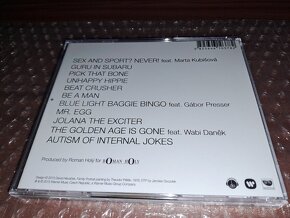 SEX AND SPORT? NEVER! feat. Marta Kubišová
GURU IN SUBARU
PICK THAT BONE
UNHAPPY HIPPIE
BEAT CRUSHER
BE A MAN
BLUE LIGHT BAGGIE BINGO feat. Gábor Presser
MR. EGG
JOLANA THE EXCITER
THE GOLDEN AGE IS GONE feat. Wabi Daněk
AUTISM OF INTERNAL JOKES
Produced by Roman Holý for